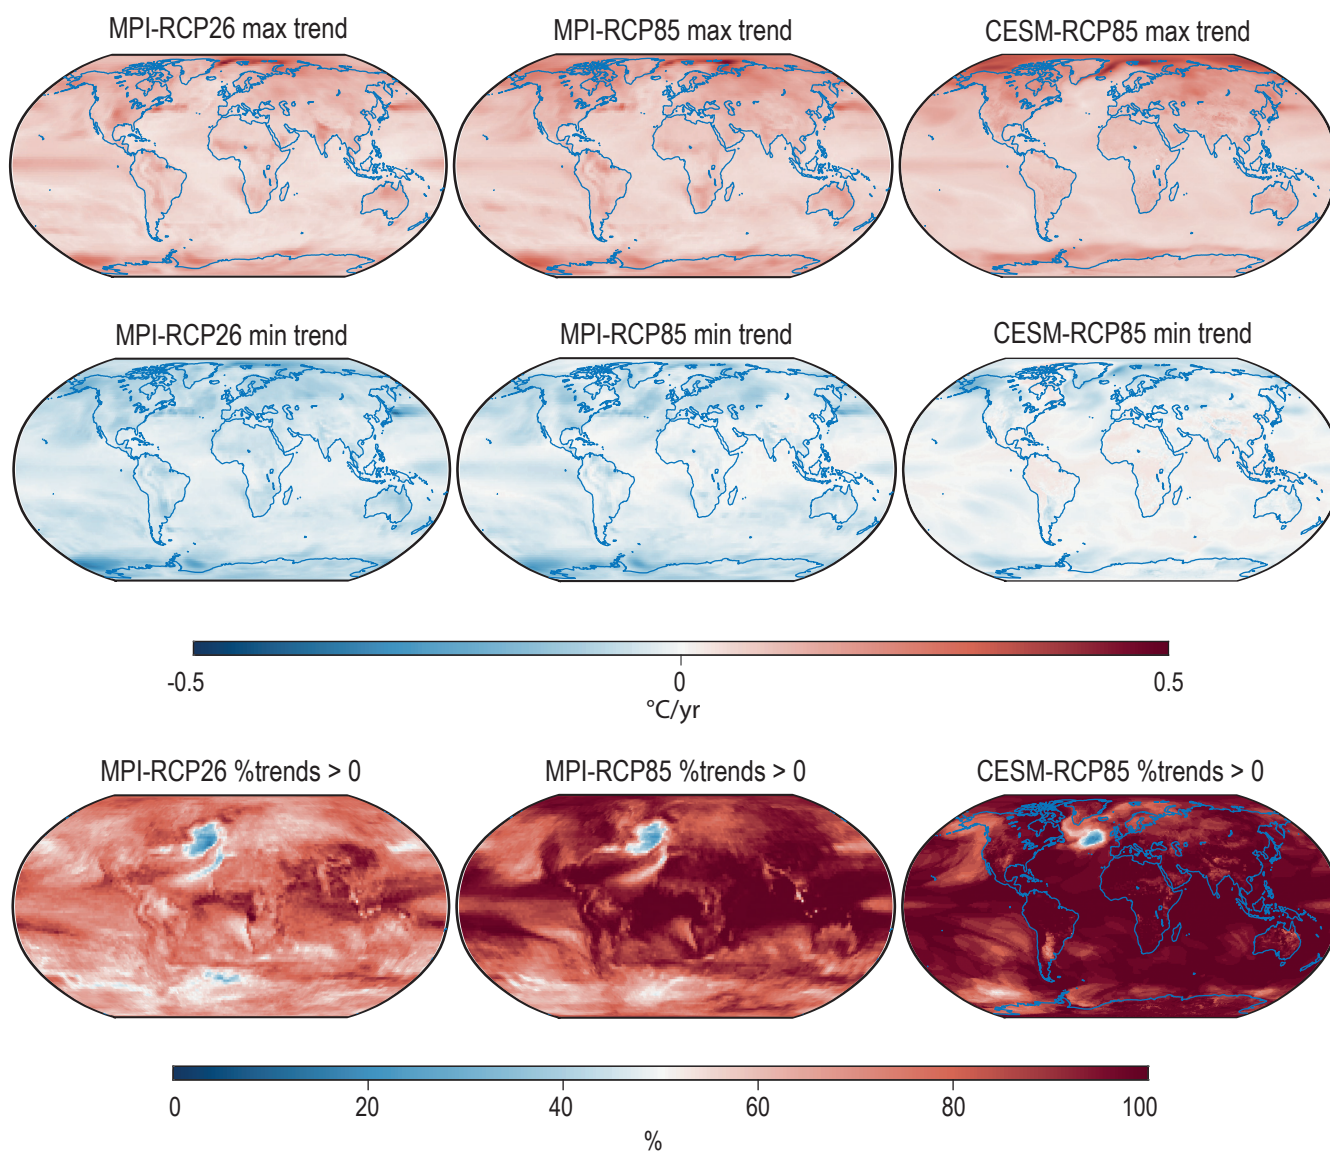 MPI-RCP26 max trend
MPI-RCP85 max trend
CESM-RCP85 max trend
MPI-RCP26 min trend
MPI-RCP85 min trend
CESM-RCP85 min trend
-0.5
0
0.5
°C/yr
MPI-RCP26 %trends > 0
MPI-RCP85 %trends > 0
CESM-RCP85 %trends > 0
0
20
40
60
80
100
%